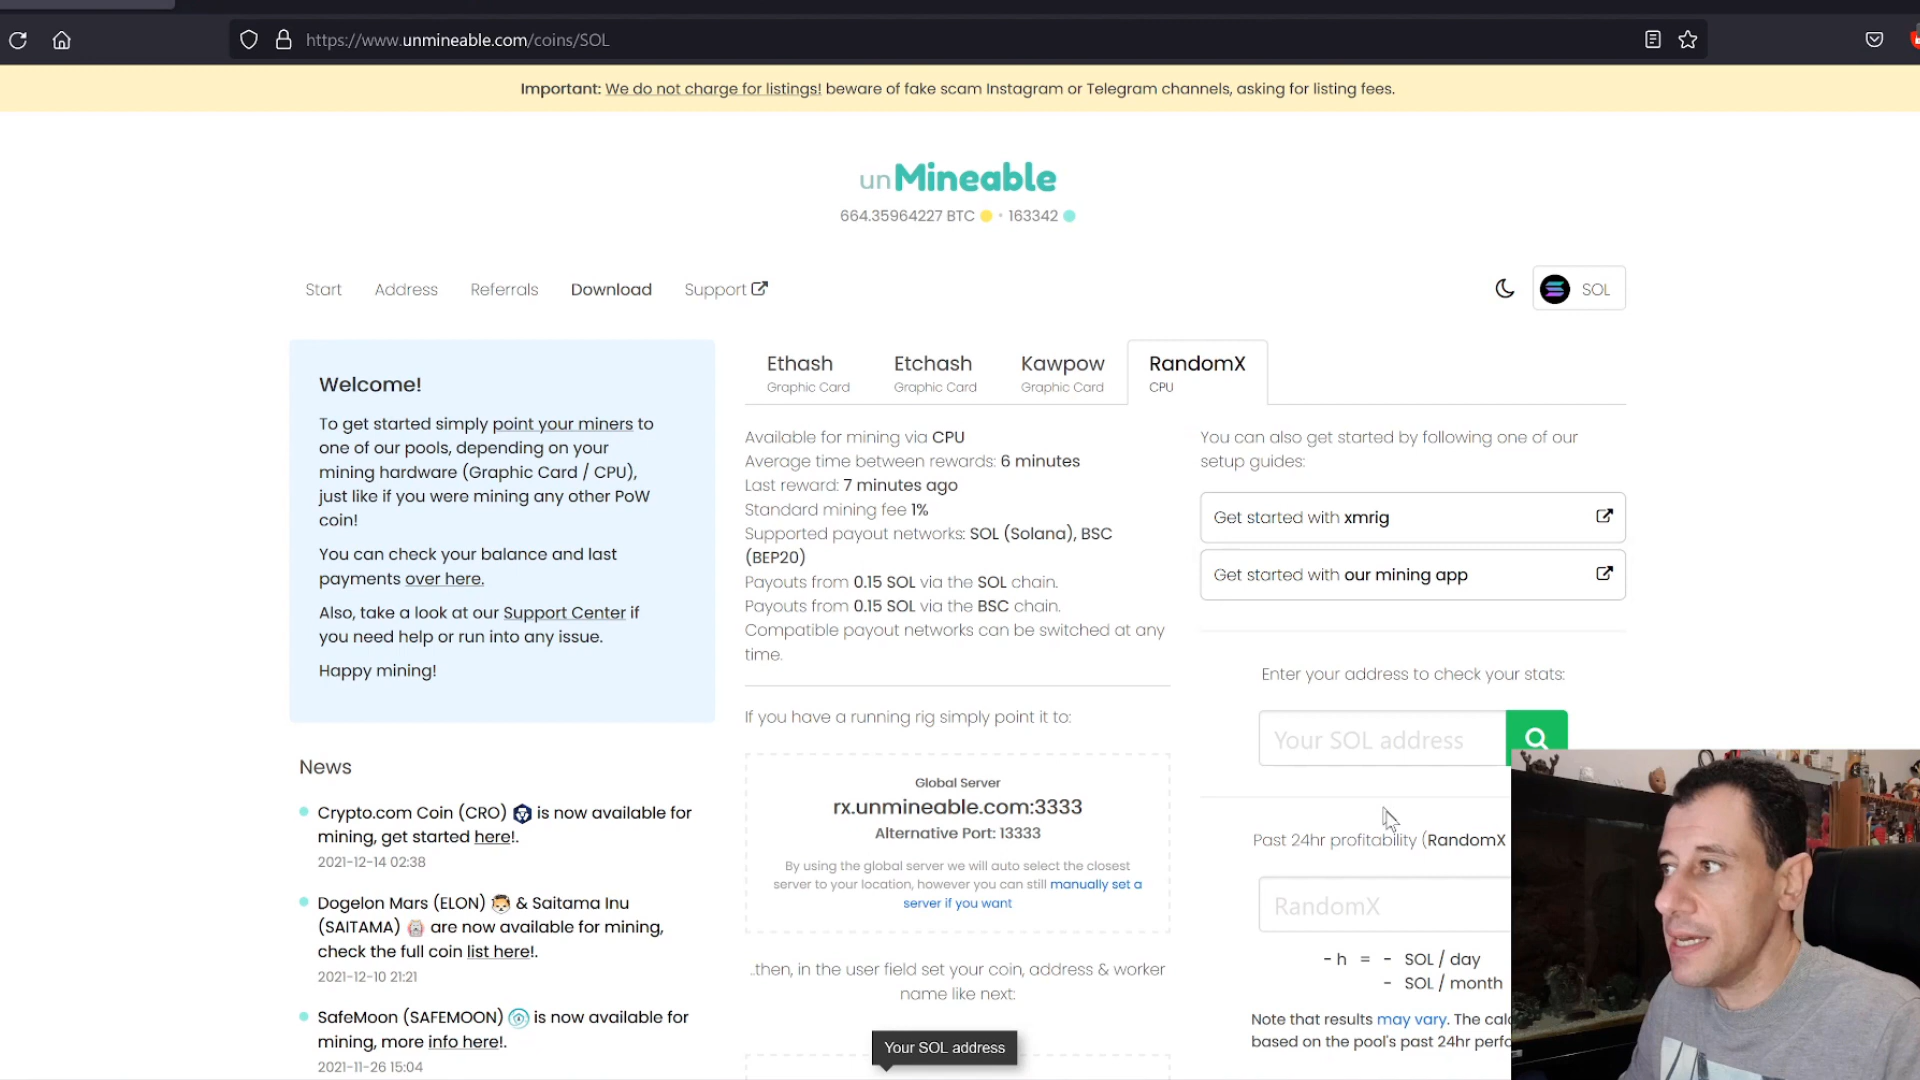 https://www.unmineable.com/coins/SOL
Important: We do not charge for listings! beware of fake scam Instagram or Telegram channels, asking for listing fees.
unMineable
664.35964227 BTC • 163342
Start
Address
Referrals
Download
Support
SOL
Welcome!
To get started simply point your miners to
one of our pools, depending on your
mining hardware (Graphic Card / CPU),
just like if you were mining any other PoW
coin!
You can check your balance and last
payments over here.
Also, take a look at our Support Center if
you need help or run into any issue.
Happy mining!
News
Crypto.com Coin (CRO) is now available for
mining, get started here!.
2021-12-14 02:38
Dogelon Mars (ELON) & Saitama Inu
(SAITAMA) are now available for mining,
check the full coin list here!.
2021-12-10 21:21
SafeMoon (SAFEMOON) is now available for
mining, more info here!.
2021-11-26 15:04
Ethash
Graphic Card
Etchash
Graphic Card
Kawpow
Graphic Card
RandomX
CPU
Available for mining via CPU
Average time between rewards: 6 minutes
Last reward: 7 minutes ago
Standard mining fee 1%
Supported payout networks: SOL (Solana), BSC
(BEP20)
Payouts from 0.15 SOL via the SOL chain.
Payouts from 0.15 SOL via the BSC chain.
Compatible payout networks can be switched at any
time.
If you have a running rig simply point it to:
Global Server
rx.unmineable.com:3333
Alternative Port: 13333
By using the global server we will auto select the closest
server to your location, however you can still manually set a
server if you want
..then, in the user field set your coin, address & worker
name like next:
Your SOL address
You can also get started by following one of our
setup guides:
Get started with xmrig
Get started with our mining app
Enter your address to check your stats:
Your SOL address
Past 24hr profitability (RandomX
RandomX
- h = - SOL / day
- SOL / month
Note that results may vary. The
based on the pool's past 24hr